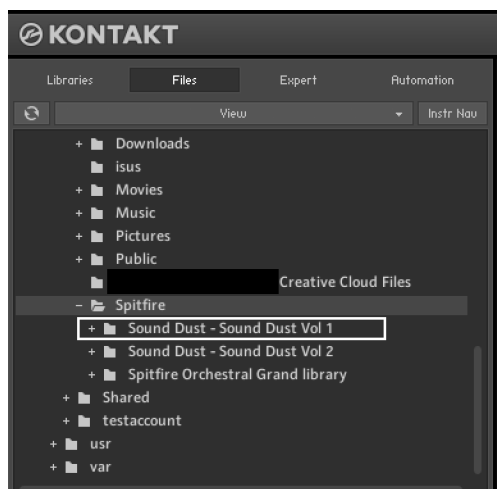 KONTAKT
Libraries Files Expert Automation
View Instr Nav
+ Downloads
isus
+ Movies
+ Music
+ Pictures
+ Public
Creative Cloud Files
- Spitfire
+ Sound Dust - Sound Dust Vol 1
+ Sound Dust - Sound Dust Vol 2
+ Spitfire Orchestral Grand library
+ Shared
+ testaccount
+ usr
+ var